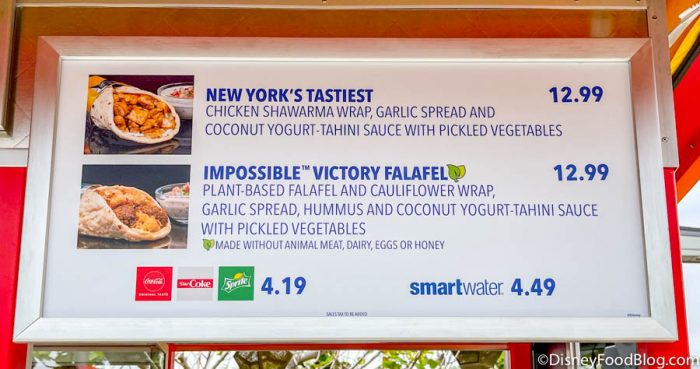 NEW YORK'S TASTIEST 12.99
CHICKEN SHAWARMA WRAP, GARLIC SPREAD AND
COCONUT YOGURT-TAHINI SAUCE WITH PICKLED VEGETABLES
IMPOSSIBLE™ VICTORY FALAFEL 12.99
PLANT-BASED FALAFEL AND CAULIFLOWER WRAP,
GARLIC SPREAD, HUMMUS AND COCONUT YOGURT-TAHINI SAUCE
WITH PICKLED VEGETABLES
MADE WITHOUT ANIMAL MEAT, DAIRY, EGGS OR HONEY
Coca-Cola ORIGINAL TASTE Diet Coke Sprite 4.19 smartwater 4.49
SALES TAX TO BE ADDED ©Disney
©DisneyFoodBlog.com